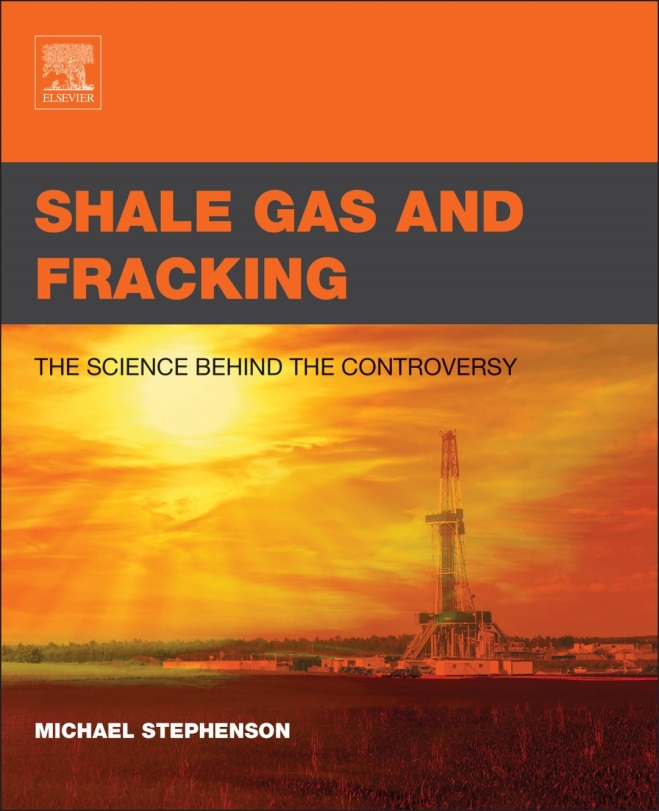 ELSEVIER
SHALE GAS AND
FRACKING
THE SCIENCE BEHIND THE CONTROVERSY
MICHAEL STEPHENSON